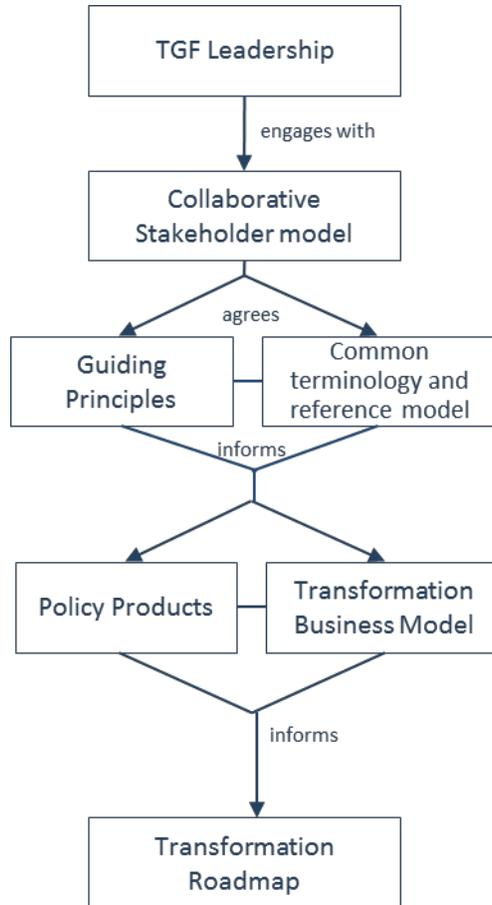 TGF Leadership
engages with
Collaborative
Stakeholder model
agrees
Guiding
Principles
Common
terminology and
reference model
informs
Policy Products
Transformation
Business Model
informs
Transformation
Roadmap